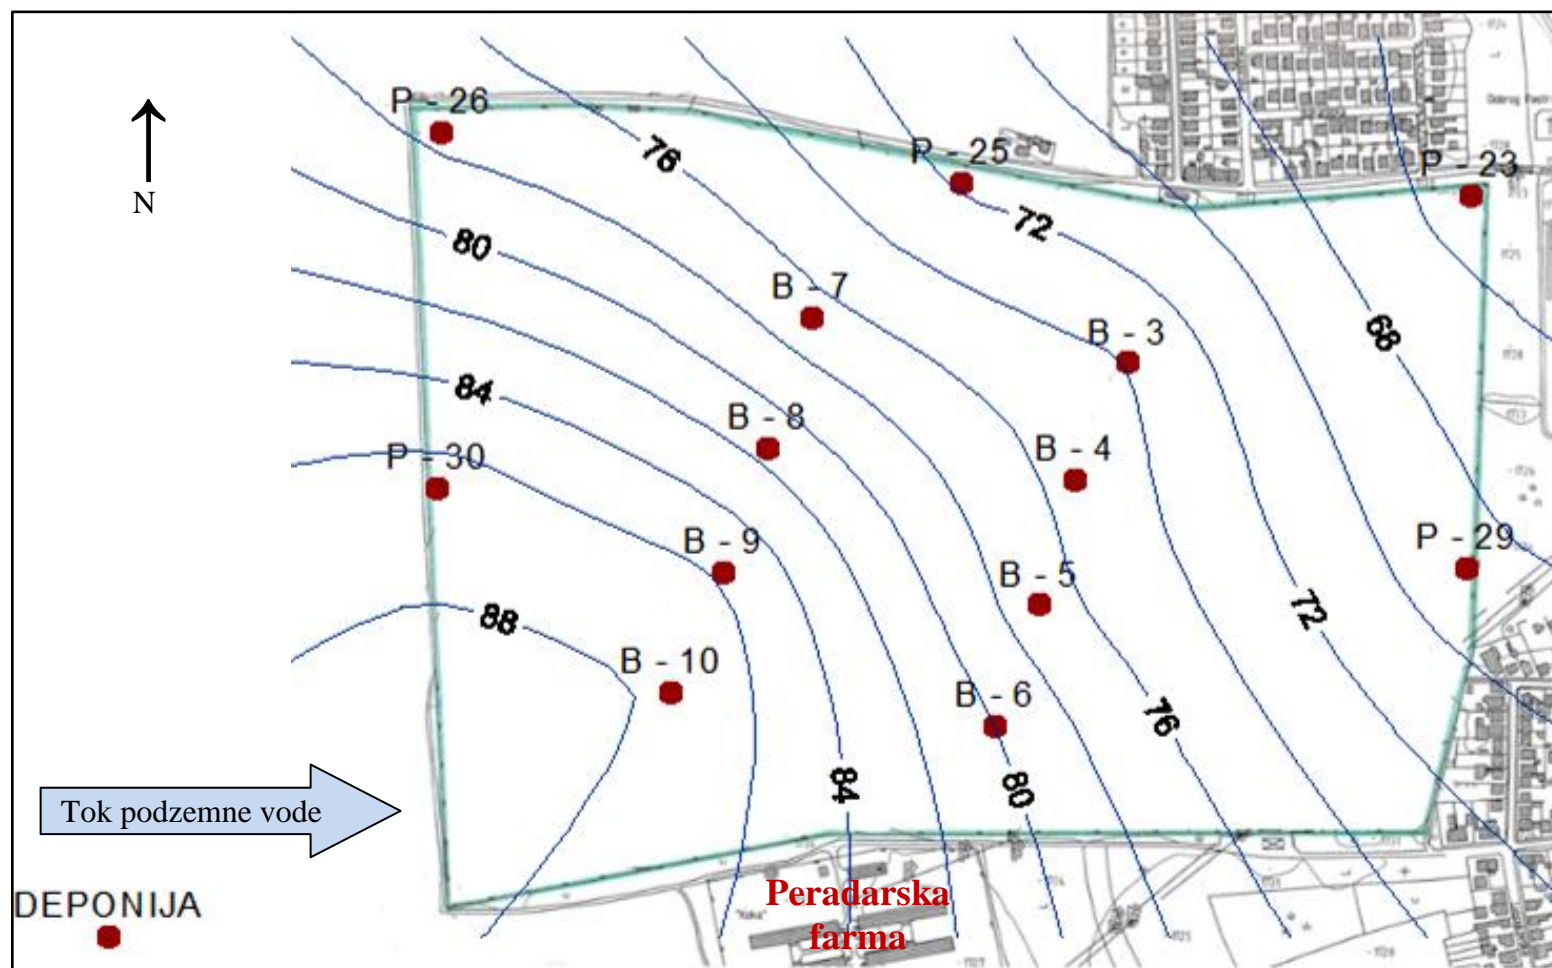 P - 26
N
76
P - 25
72
P - 23
80
B - 7
68
B - 3
84
B - 8
P - 30
B - 4
B - 9
P - 29
B - 5
88
72
B - 10
B - 6
76
84
80
Tok podzemne vode
DEPONIJA
Peradarska
farma
"Koka"